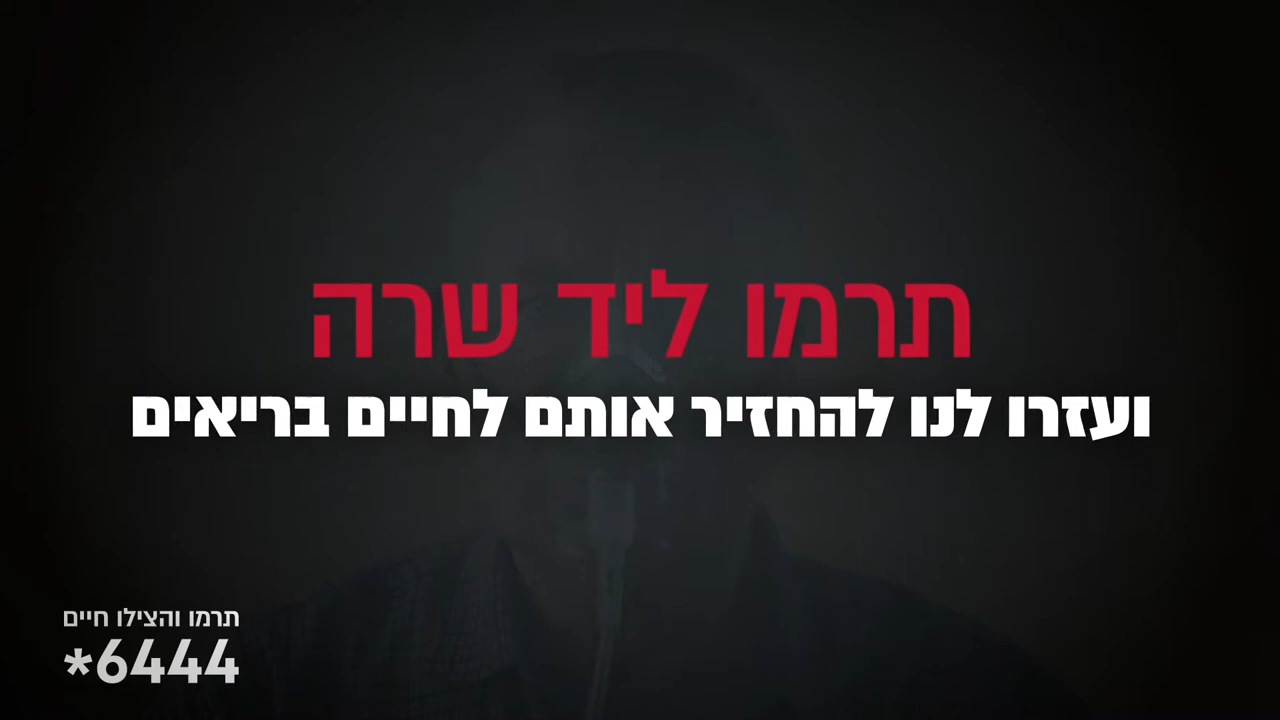 תרמו ליד שרה
ועזרו לנו להחזיר אותם לחיים בריאים
תרמו והצילו חיים
*6444